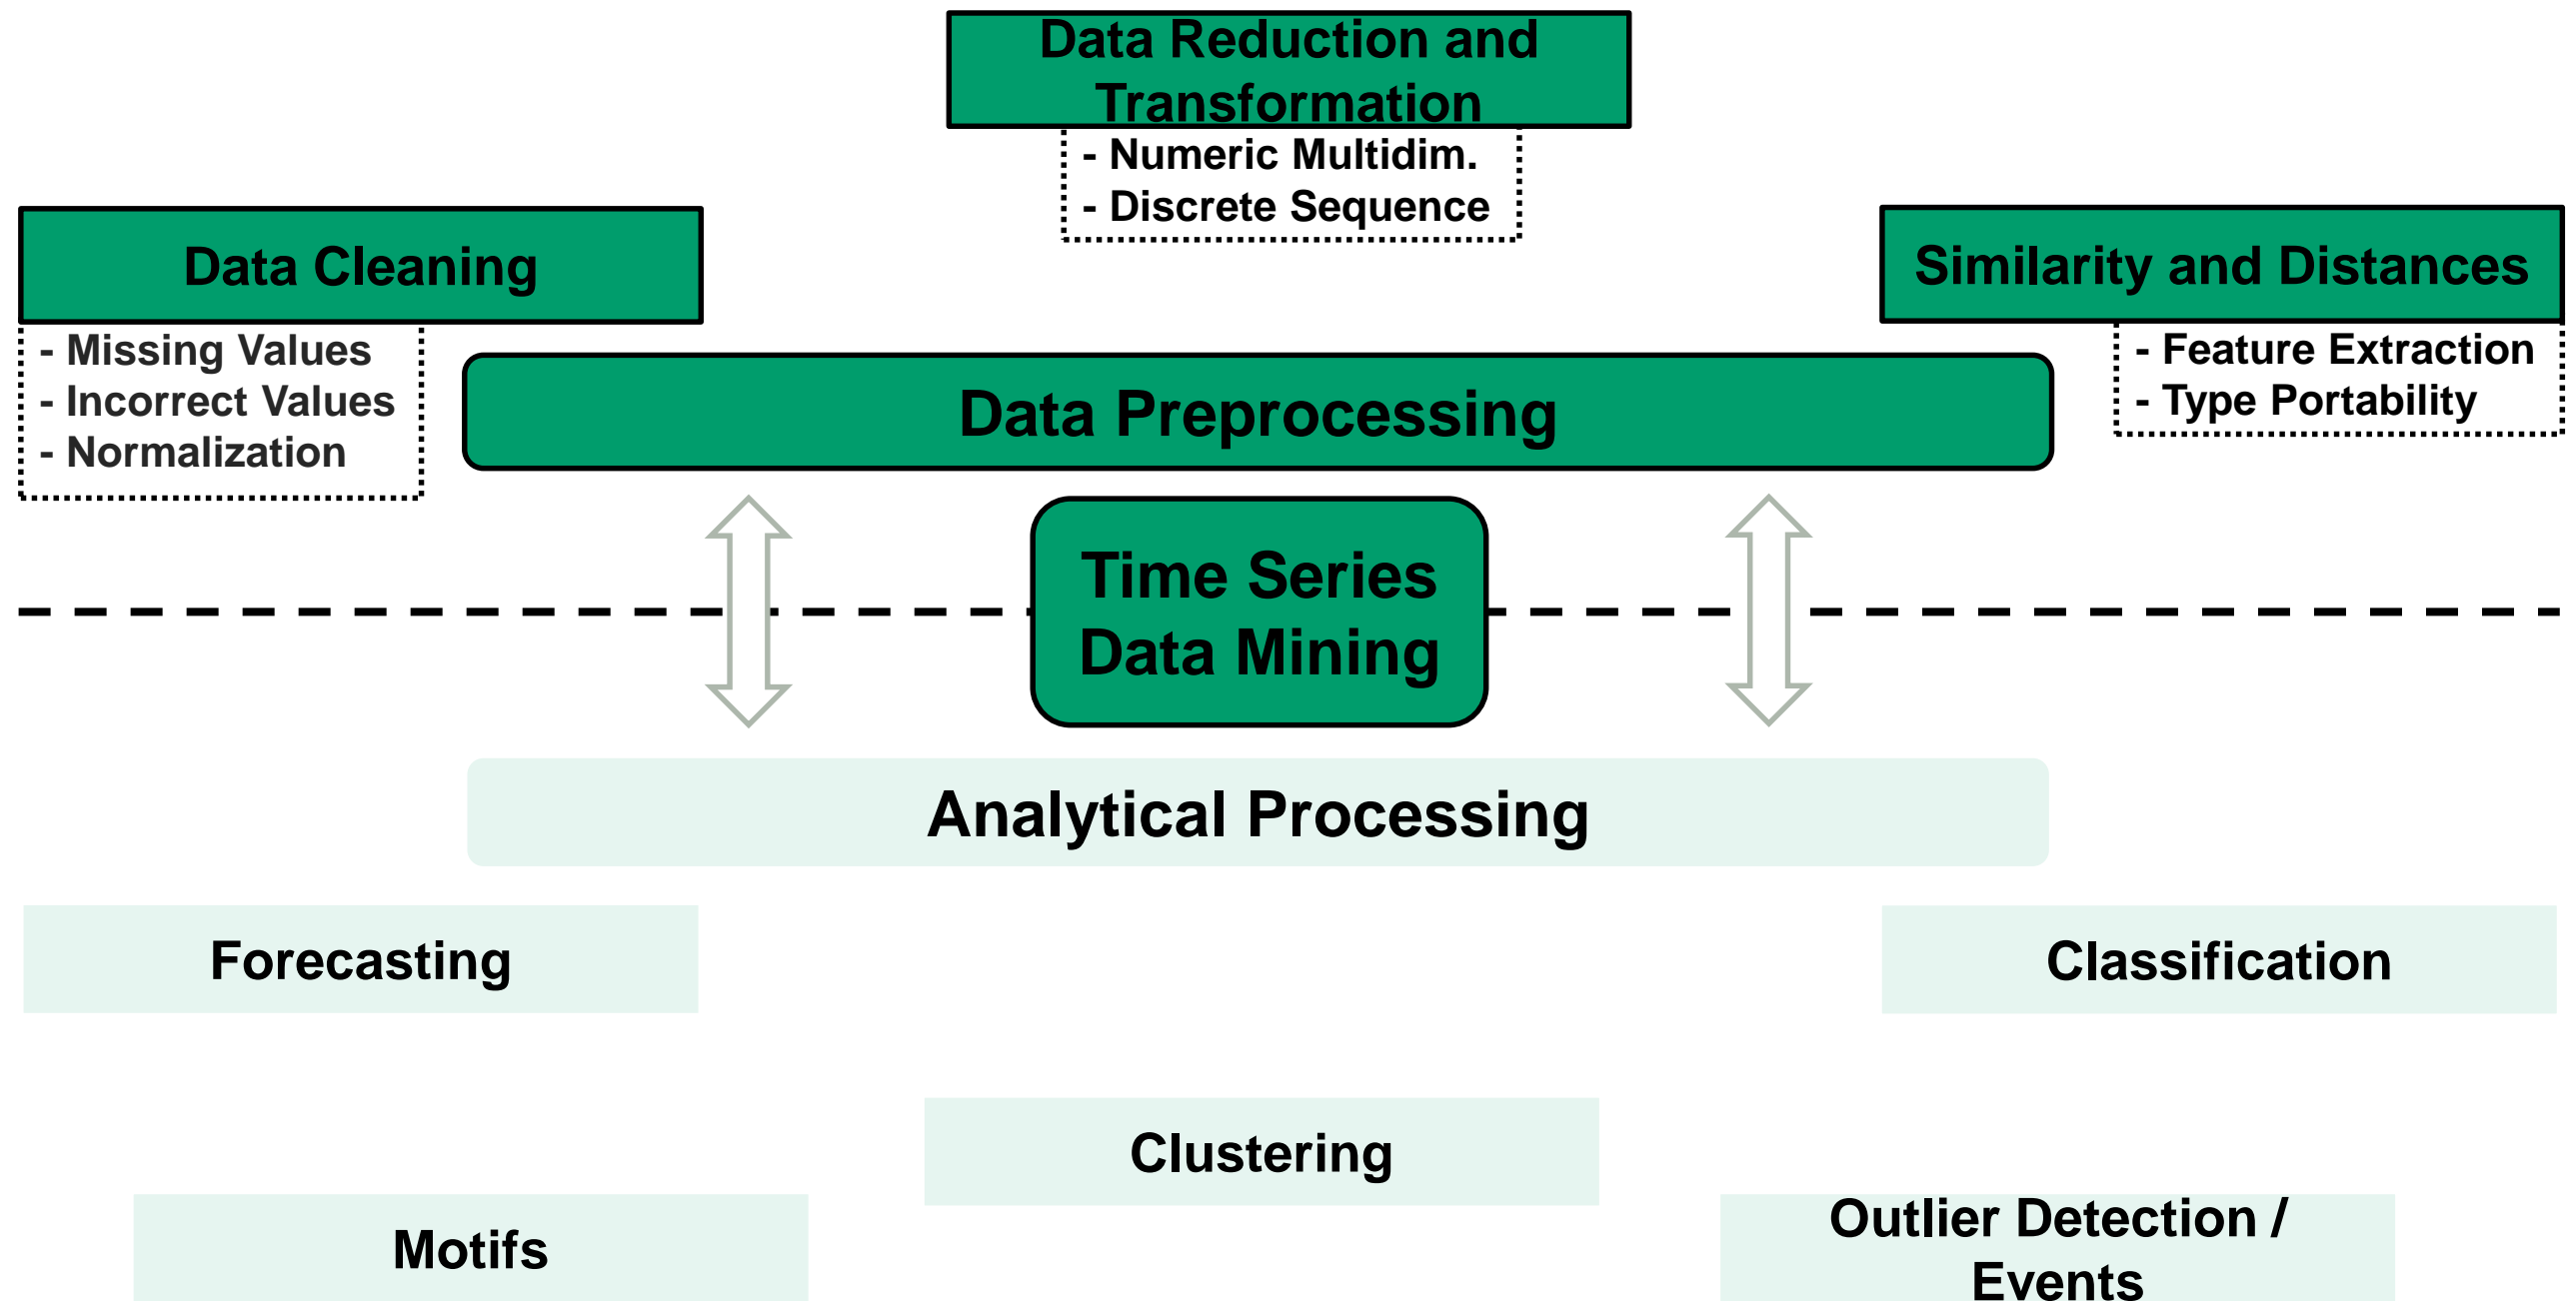 Data Reduction and
Transformation
- Numeric Multidim.
- Discrete Sequence
Data Cleaning
- Missing Values
- Incorrect Values
- Normalization
Similarity and Distances
- Feature Extraction
- Type Portability
Data Preprocessing
Time Series
Data Mining
Analytical Processing
Forecasting
Classification
Clustering
Motifs
Outlier Detection /
Events